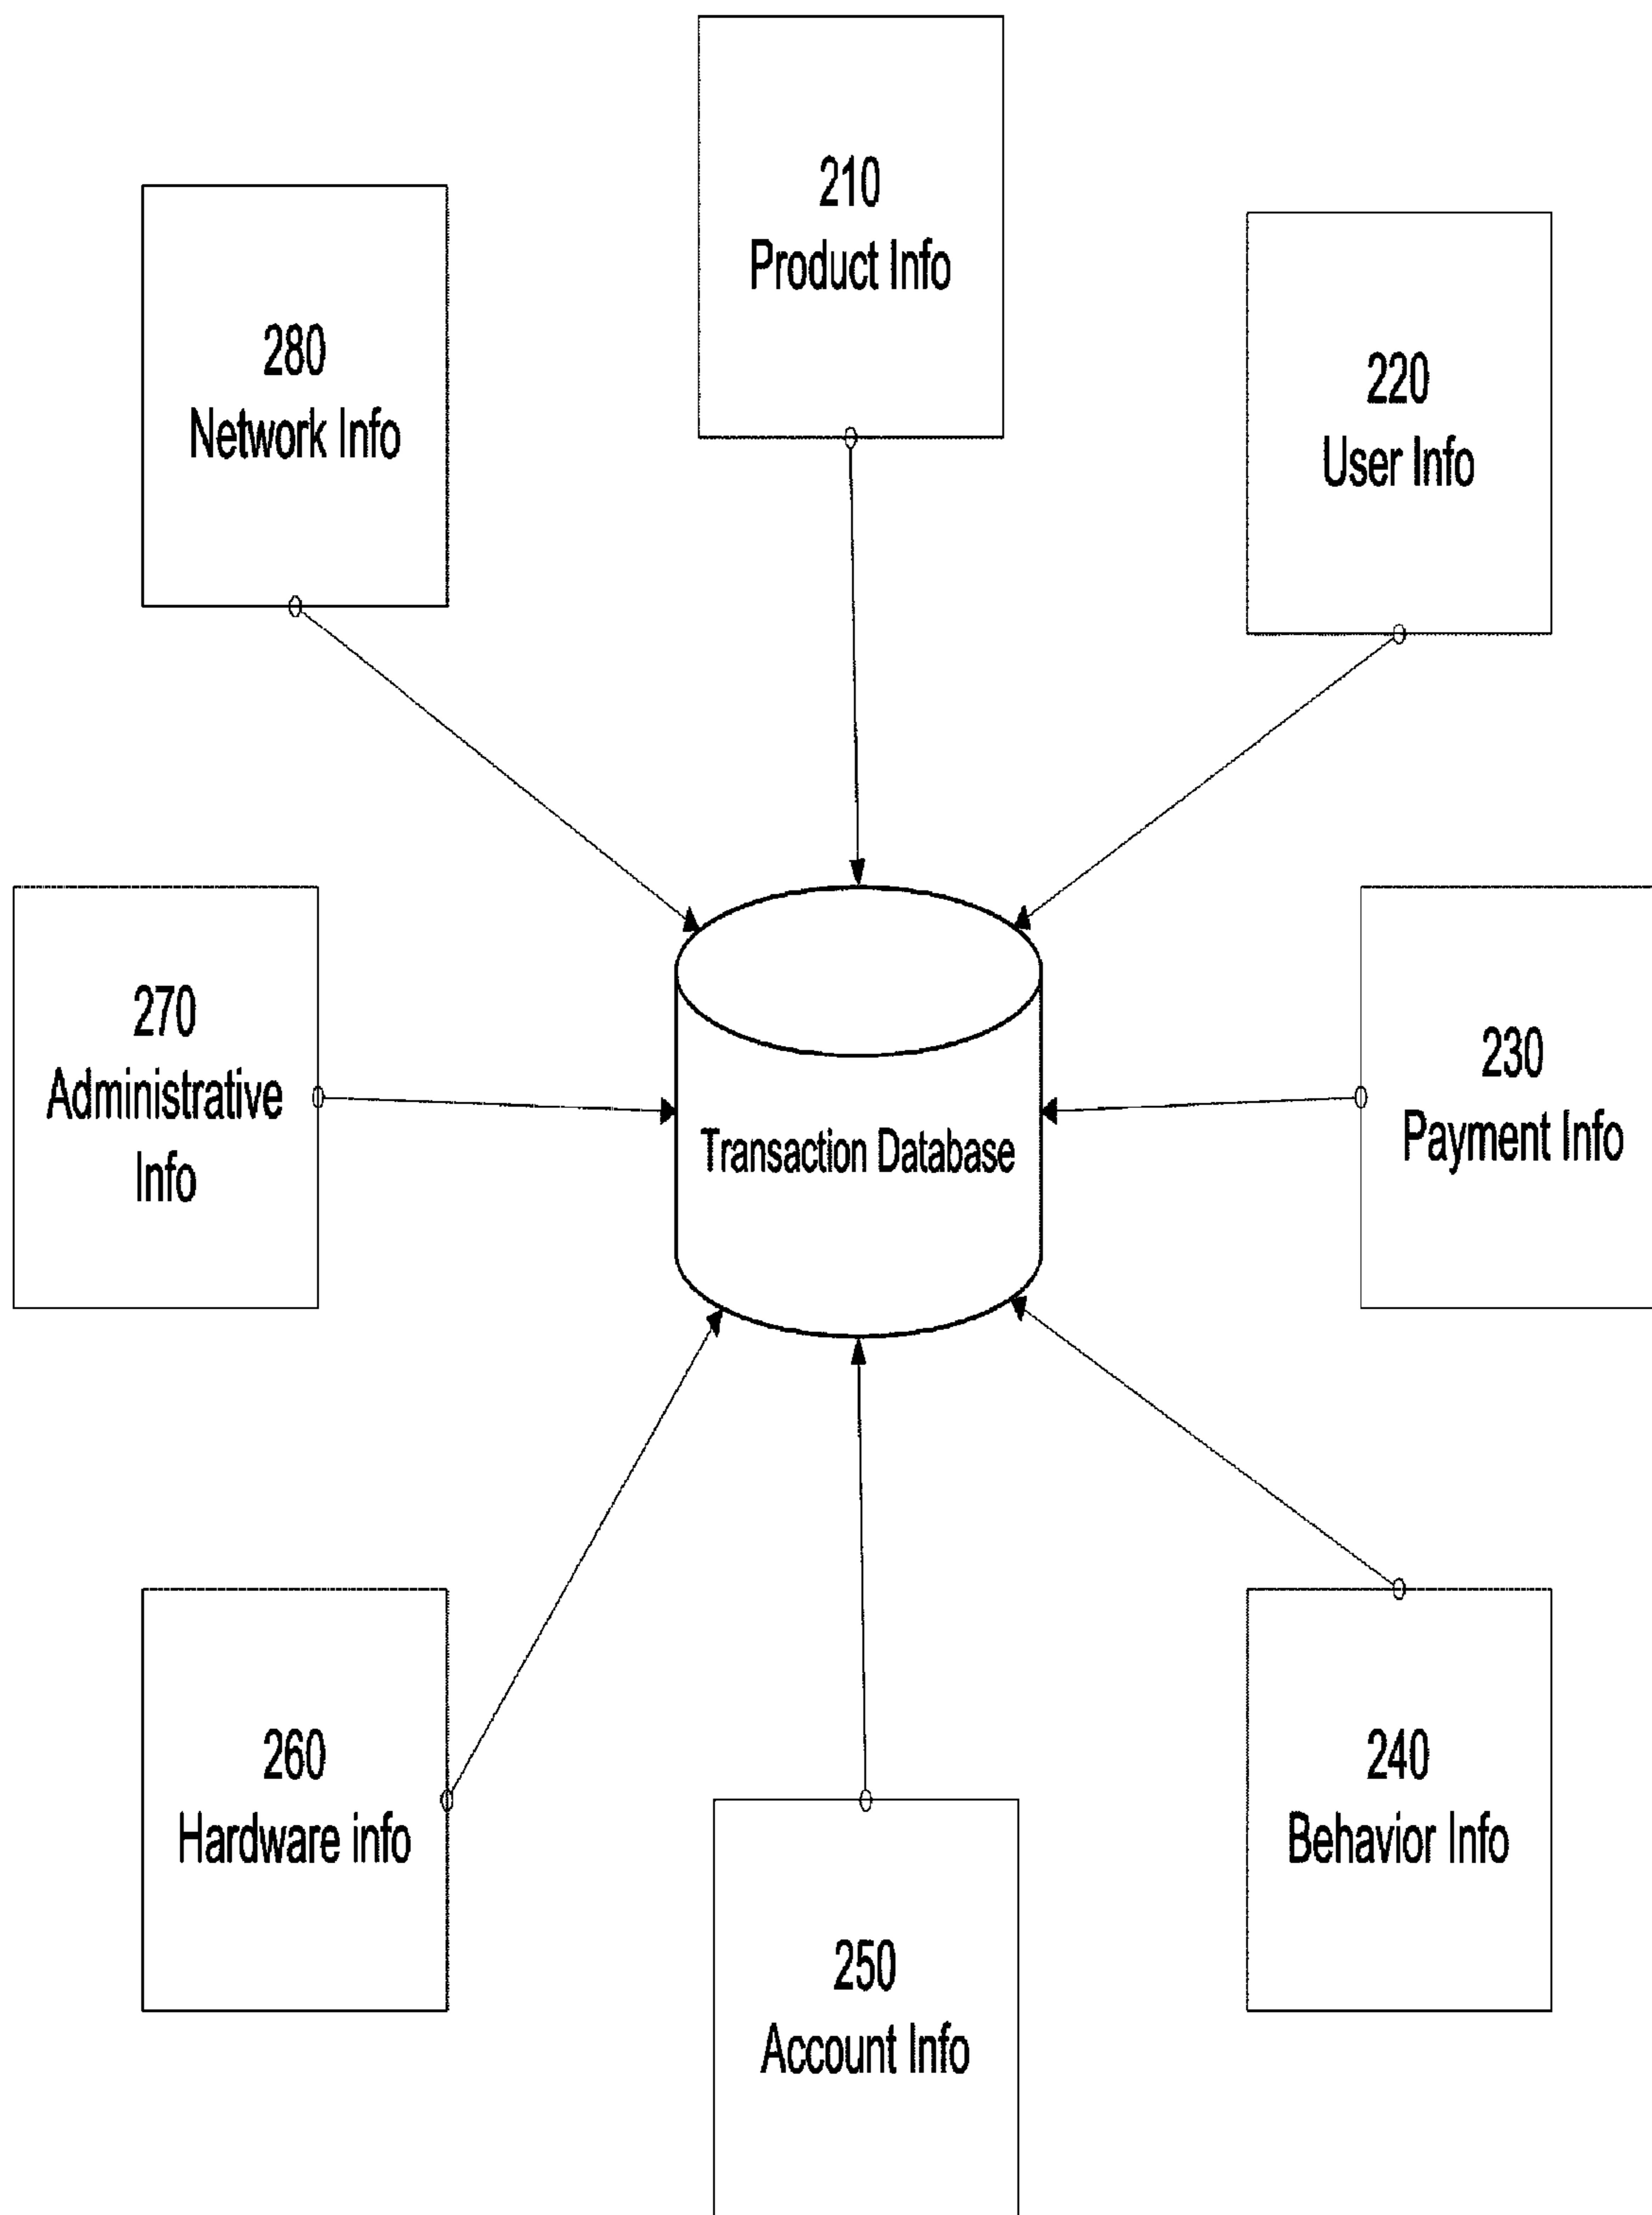 210
Product Info
280
Network Info
220
User Info
270
Administrative
Info
230
Payment Info
Transaction Database
260
Hardware info
240
Behavior Info
250
Account Info